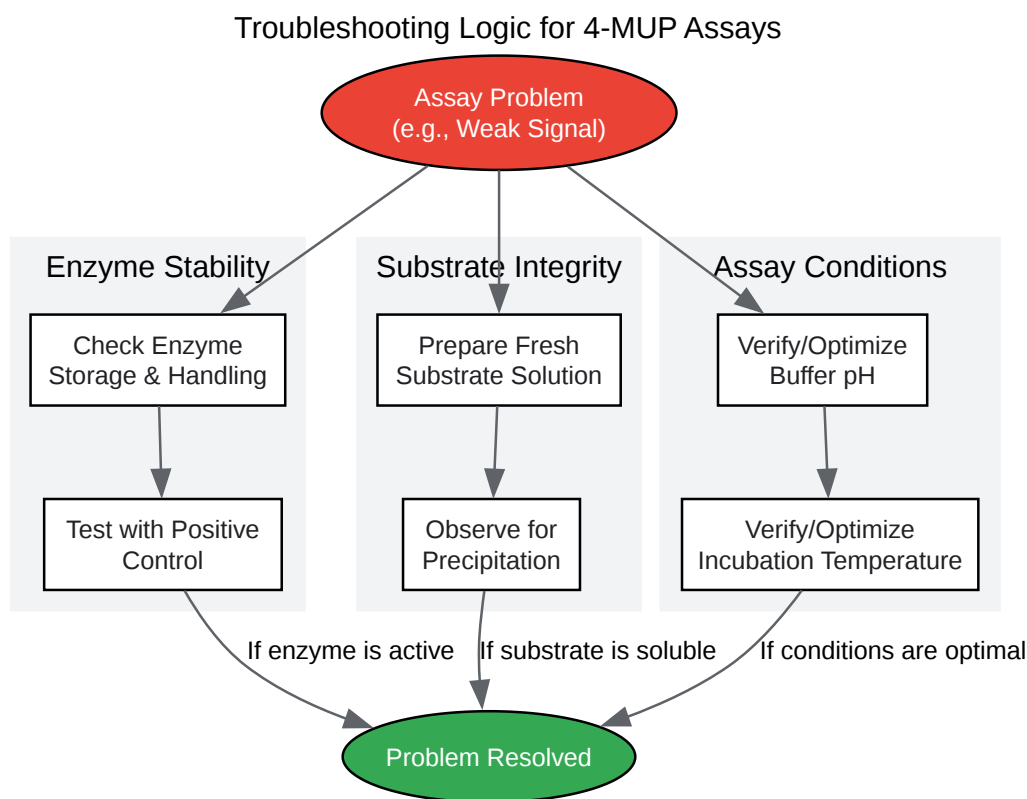 Troubleshooting Logic for 4-MUP Assays
Assay Problem
(e.g., Weak Signal)
Enzyme Stability
Check Enzyme
Storage & Handling
Test with Positive
Control
If enzyme is active
Substrate Integrity
Prepare Fresh
Substrate Solution
Observe for
Precipitation
If substrate is soluble
Assay Conditions
Verify/Optimize
Buffer pH
Verify/Optimize
Incubation Temperature
If conditions are optimal
Problem Resolved